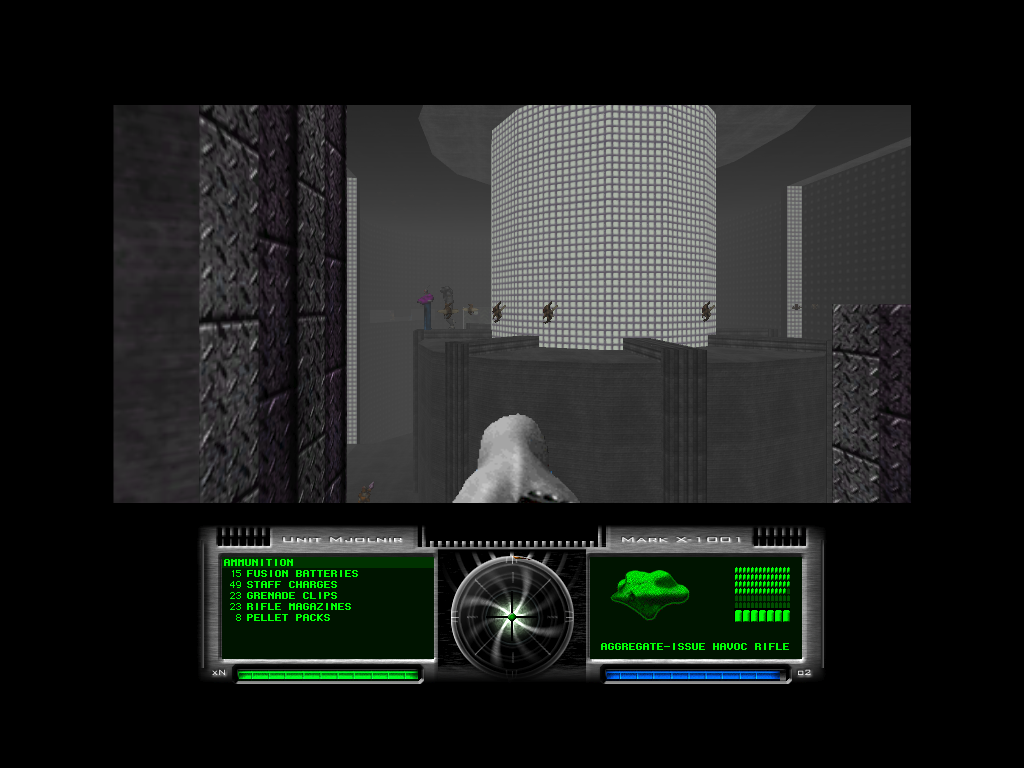 UNIT MJOLNIR
MARK X-1001
AMMUNITION
15 FUSION BATTERIES
49 STAFF CHARGES
23 GRENADE CLIPS
23 RIFLE MAGAZINES
8 PELLET PACKS
AGGREGATE-ISSUE HAVOC RIFLE
xN
o2